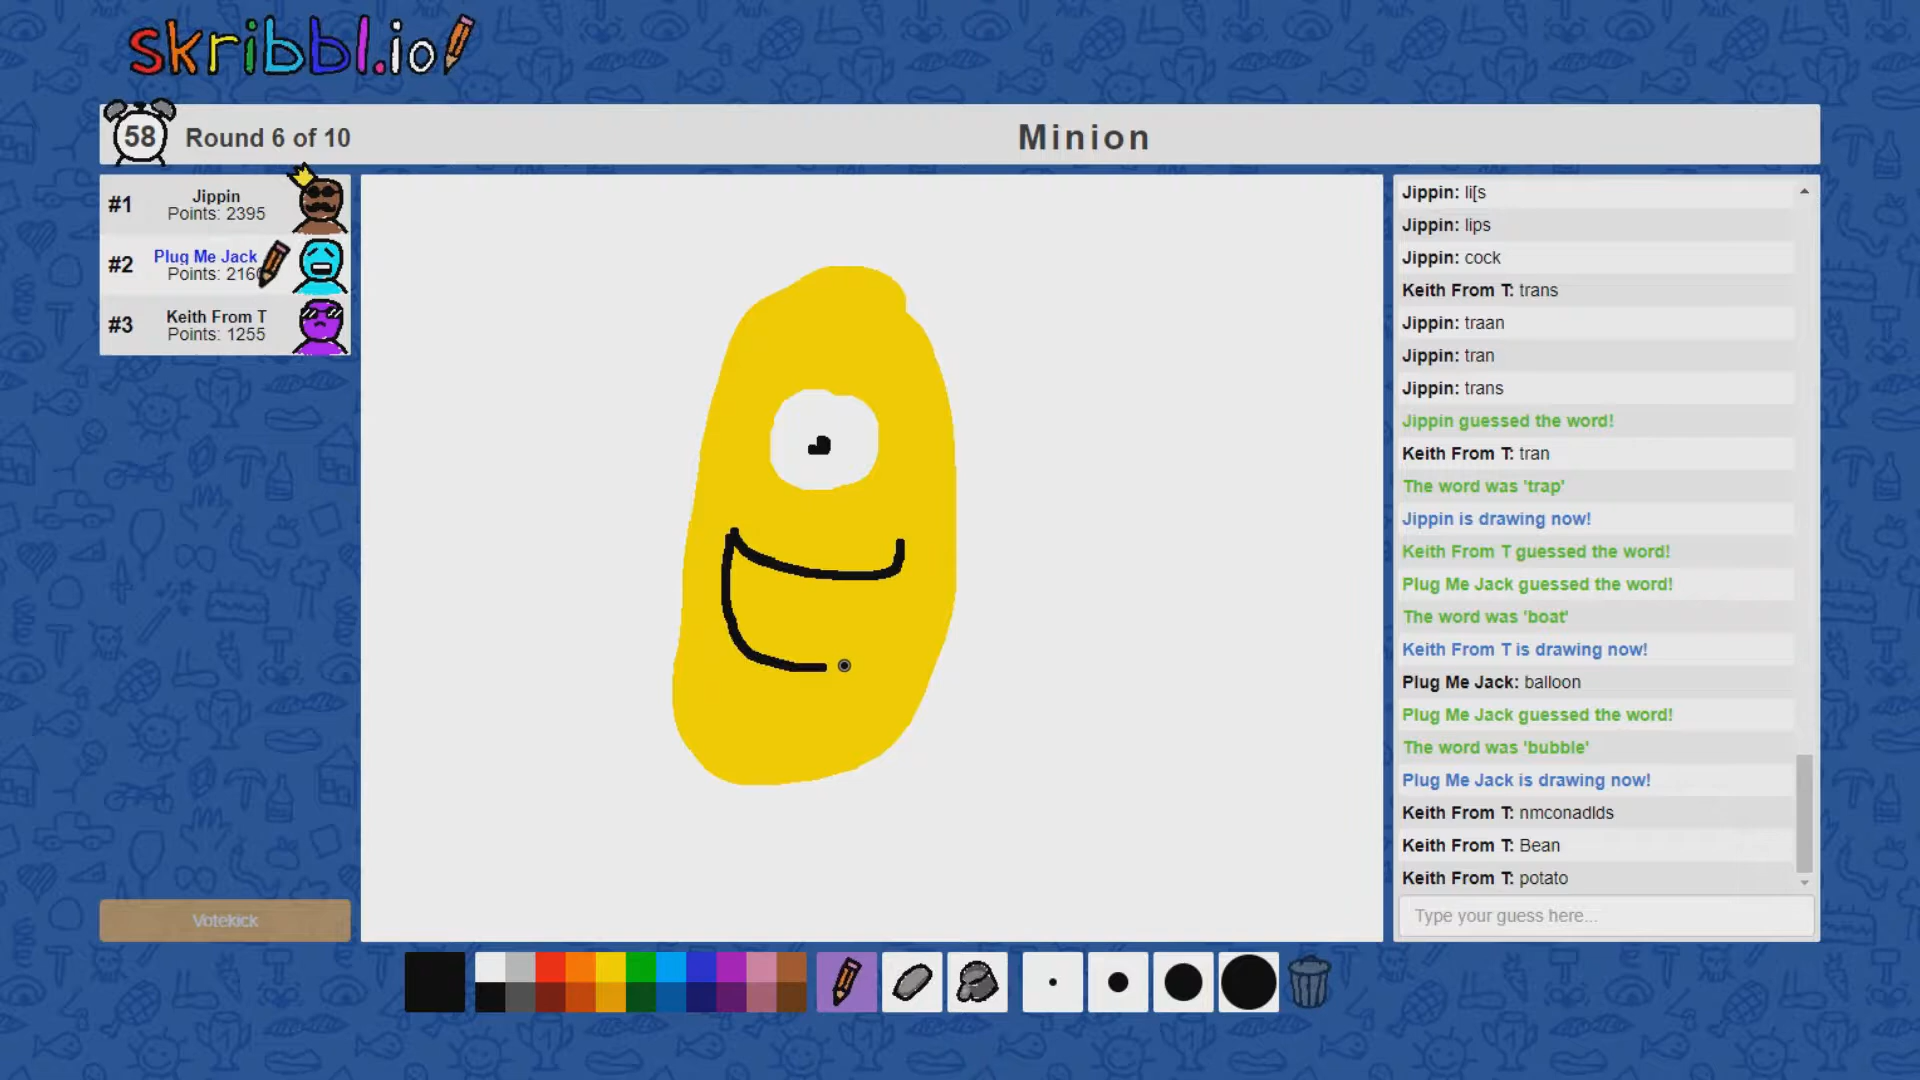 skribbl.io
58 Round 6 of 10
Minion
#1 Jippin
Points: 2395
#2 Plug Me Jack
Points: 216
#3 Keith From T
Points: 1255
Votekick
Jippin: li[s
Jippin: lips
Jippin: cock
Keith From T: trans
Jippin: traan
Jippin: tran
Jippin: trans
Jippin guessed the word!
Keith From T: tran
The word was 'trap'
Jippin is drawing now!
Keith From T guessed the word!
Plug Me Jack guessed the word!
The word was 'boat'
Keith From T is drawing now!
Plug Me Jack: balloon
Plug Me Jack guessed the word!
The word was 'bubble'
Plug Me Jack is drawing now!
Keith From T: nmconadlds
Keith From T: Bean
Keith From T: potato
Type your guess here...